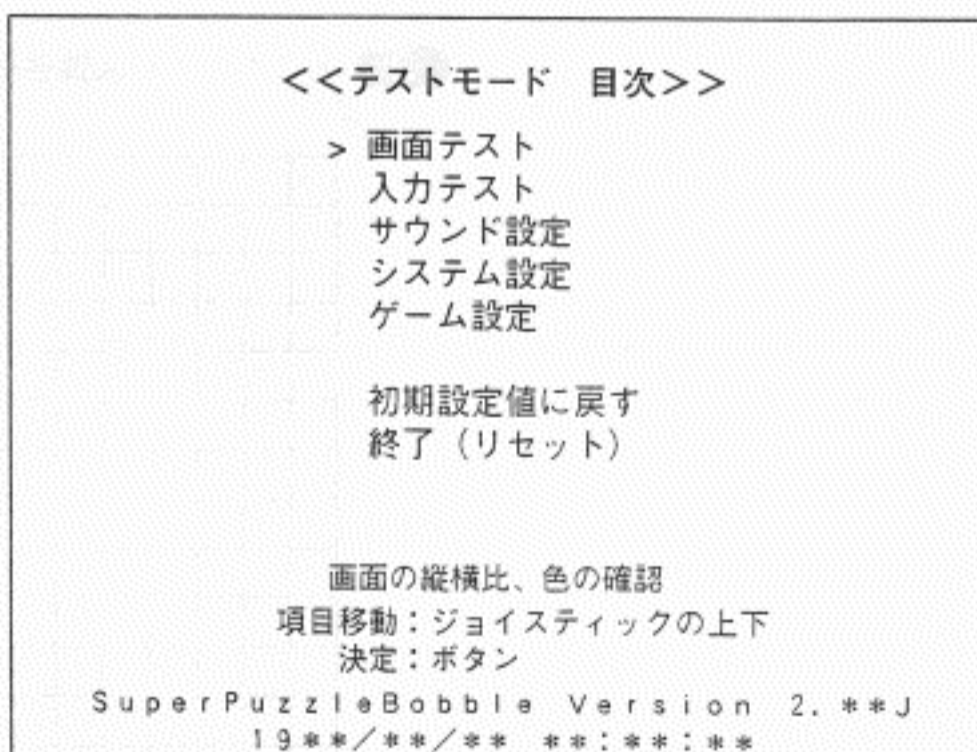 <<テストモード　目次>>
> 画面テスト
入力テスト
サウンド設定
システム設定
ゲーム設定
初期設定値に戻す
終了（リセット）
画面の縦横比、色の確認
項目移動：ジョイスティックの上下
決定：ボタン
SuperPuzzleBobble Version 2.**J
19**/**/** **:**:**